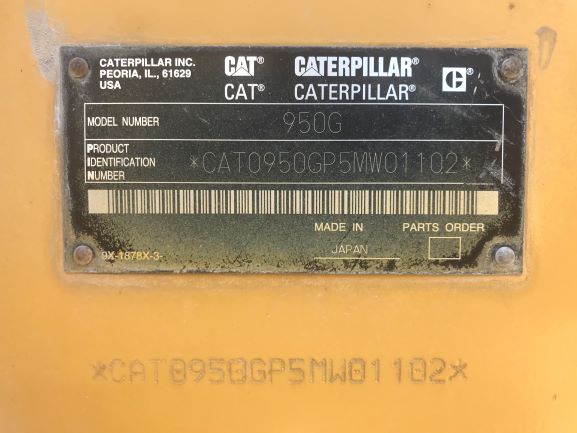 CATERPILLAR INC.
PEORIA, IL., 61629
USA
CAT® CATERPILLAR® C®
CAT® CATERPILLAR®
MODEL NUMBER 950G
PRODUCT
IDENTIFICATION *CAT0950GP5MW01102*
NUMBER
MADE IN PARTS ORDER
JAPAN
9X-1878X-3-
*CAT0950GP5MW01102*